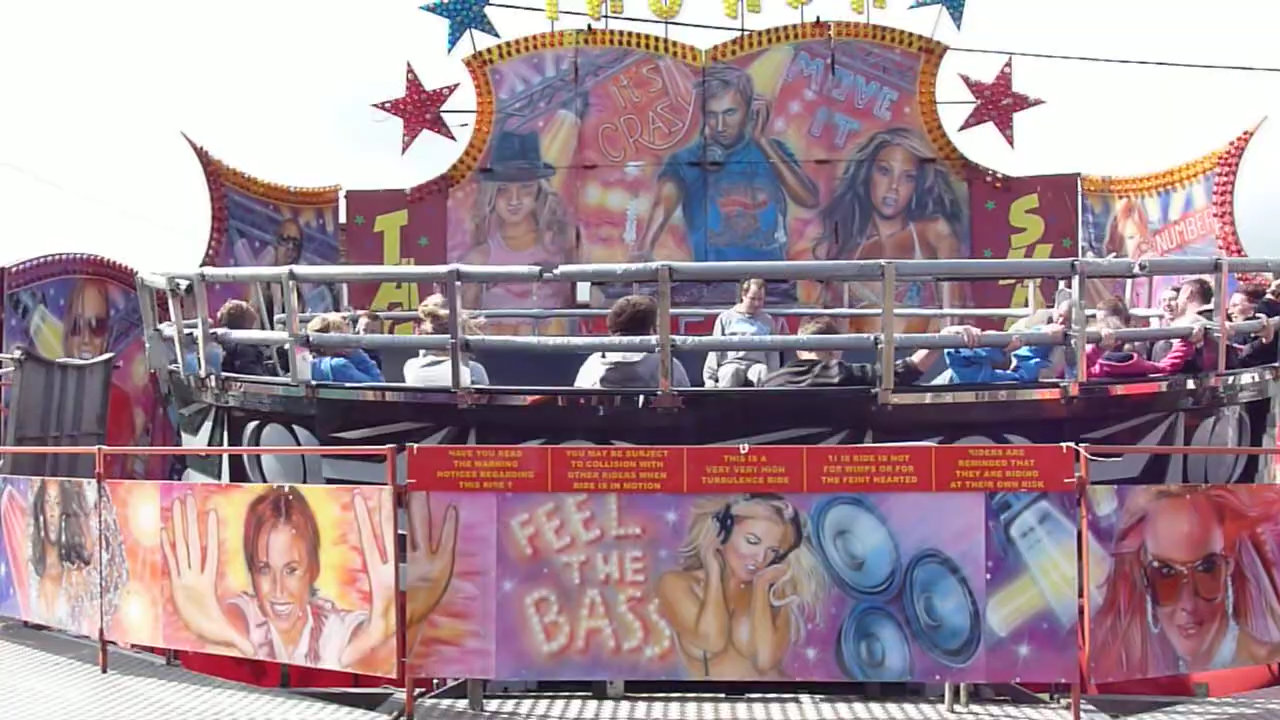 IT'S
CRASY
MOVE
IT
TA
SK
NUMBER
HAVE YOU READ
THE WARNING
NOTICES REGARDING
THIS RIDE ?
YOU MAY BE SUBJECT
TO COLLISION WITH
OTHER RIDERS WHEN
RIDE IS IN MOTION
THIS IS A
VERY VERY HIGH
TURBULENCE RIDE
THIS RIDE IS NOT
FOR WIMPS OR FOR
THE FEINT HEARTED
RIDERS ARE
REMINDED THAT
THEY ARE RIDING
AT THEIR OWN RISK
FEEL
THE
BASS